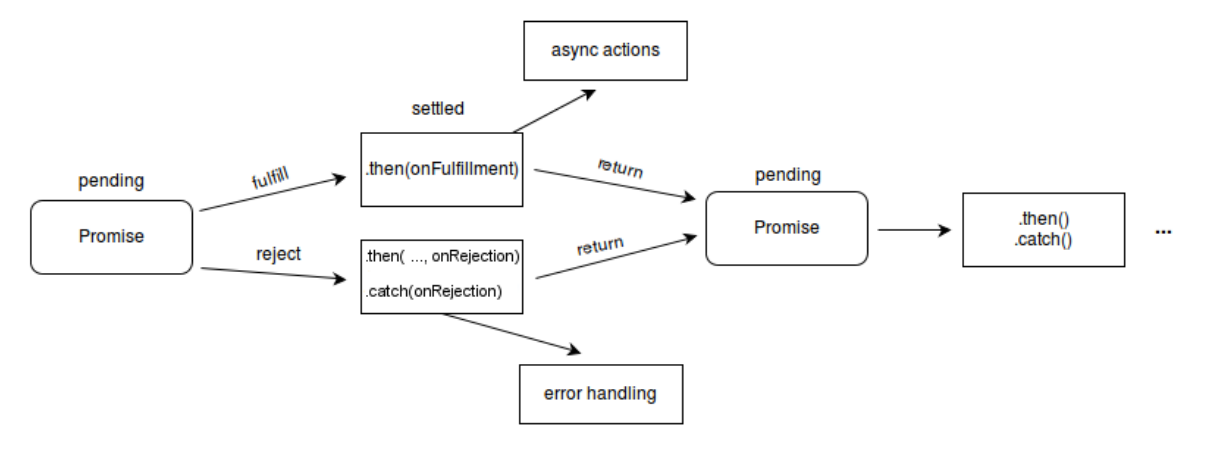 async actions
settled
pending
fulfill
.then(onFulfillment)
return
pending
Promise
reject
.then( ..., onRejection)
.catch(onRejection)
return
Promise
.then()
.catch()
...
error handling